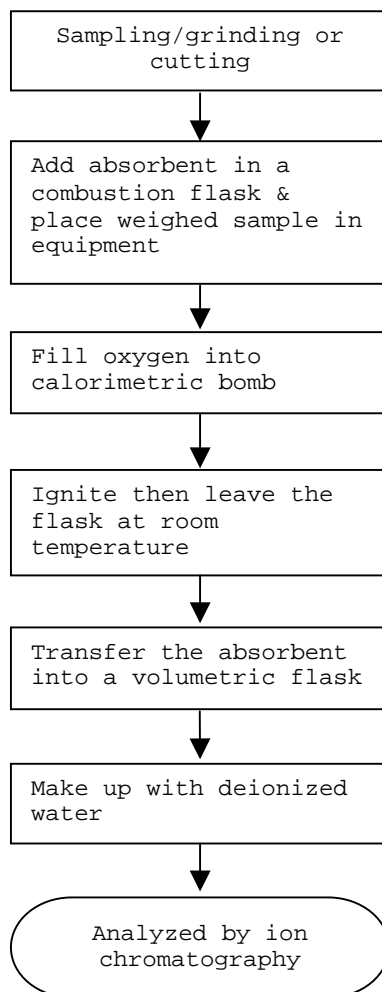 Sampling/grinding or
cutting
Add absorbent in a
combustion flask &
place weighed sample in
equipment
Fill oxygen into
calorimetric bomb
Ignite then leave the
flask at room
temperature
Transfer the absorbent
into a volumetric flask
Make up with deionized
water
Analyzed by ion
chromatography